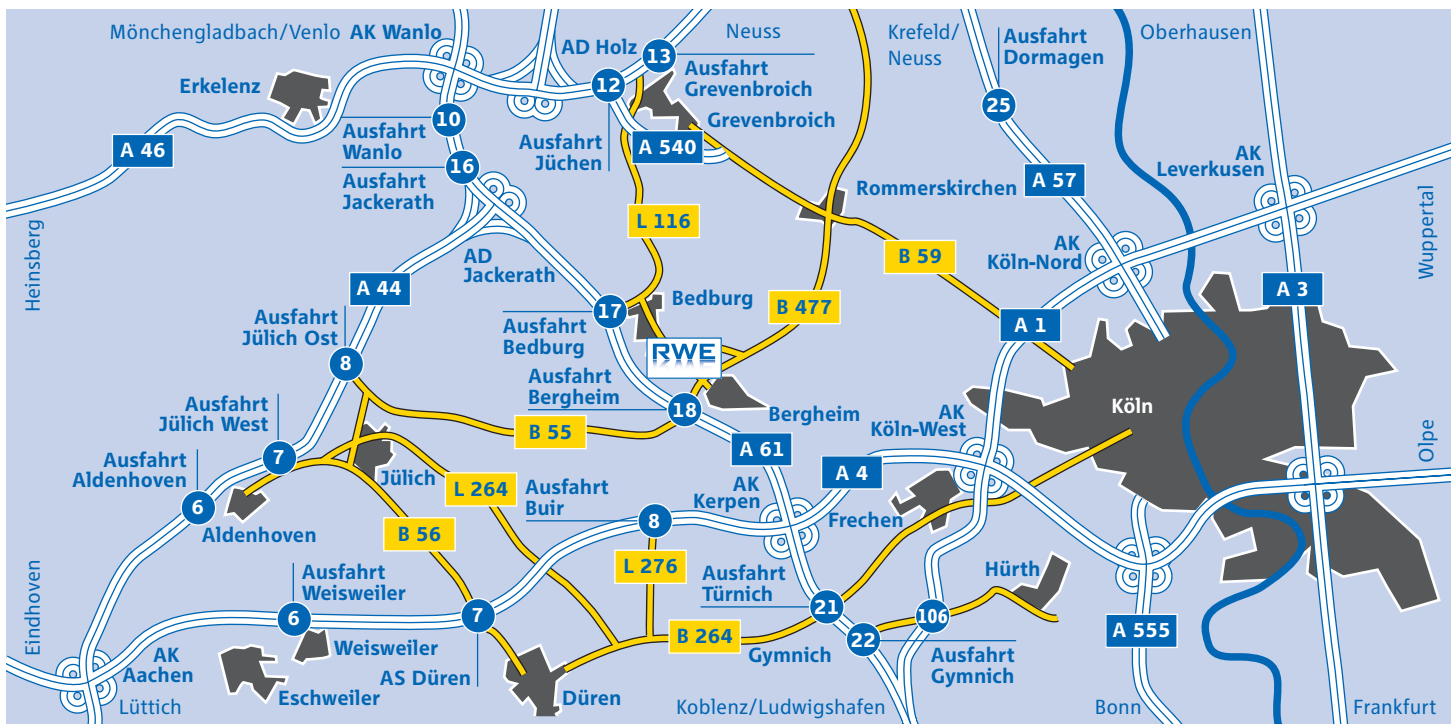 Mönchengladbach/Venlo AK Wanlo
AD Holz
13
Neuss
Krefeld/
Neuss
Ausfahrt
Dormagen
Oberhausen
Erkelenz
12
Ausfahrt
Grevenbroich
Grevenbroich
25
10
Ausfahrt
Wanlo
A 46
Ausfahrt
Jüchen
A 540
16
Ausfahrt
Jackerath
Rommerskirchen
A 57
AK
Leverkusen
Heinsberg
L 116
Wuppertal
AD
Jackerath
B 59
AK
Köln-Nord
A 44
A 3
Ausfahrt
Jülich Ost
17
Bedburg
B 477
A 1
Ausfahrt
Bedburg
RWE
8
Ausfahrt
Bergheim
18
Bergheim
Ausfahrt
Jülich West
B 55
AK
Köln-West
Köln
Olpe
7
A 61
Ausfahrt
Aldenhoven
Jülich
L 264
Ausfahrt
Buir
AK
Kerpen
A 4
6
Aldenhoven
8
Frechen
B 56
Eindhoven
Ausfahrt
Weisweiler
L 276
Ausfahrt
Türnich
Hürth
6
7
21
106
Weisweiler
B 264
22
A 555
AK
Aachen
Gymnich
Ausfahrt
Gymnich
Eschweiler
AS Düren
Düren
Lüttich
Koblenz/Ludwigshafen
Bonn
Frankfurt